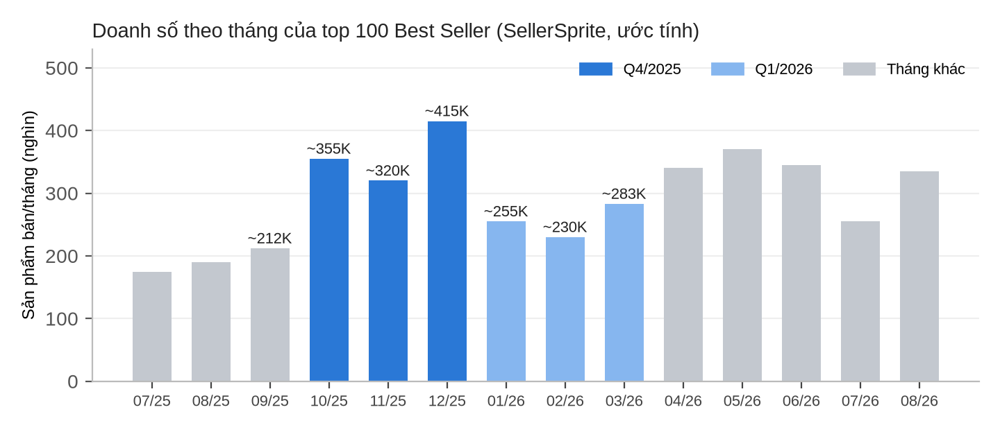 Doanh số theo tháng của top 100 Best Seller (SellerSprite, ước tính)
Q4/2025
Q1/2026
Tháng khác
Sản phẩm bán/tháng (nghìn)
500
400
300
200
100
0
~212K
~355K
~320K
~415K
~255K
~230K
~283K
07/25
08/25
09/25
10/25
11/25
12/25
01/26
02/26
03/26
04/26
05/26
06/26
07/26
08/26